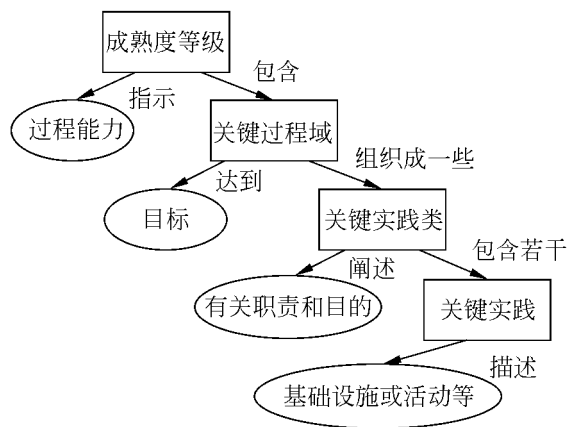 成熟度等级
指示
包含
过程能力
关键过程域
达到
组织成一些
目标
关键实践类
阐述
包含若干
有关职责和目的
关键实践
描述
基础设施或活动等